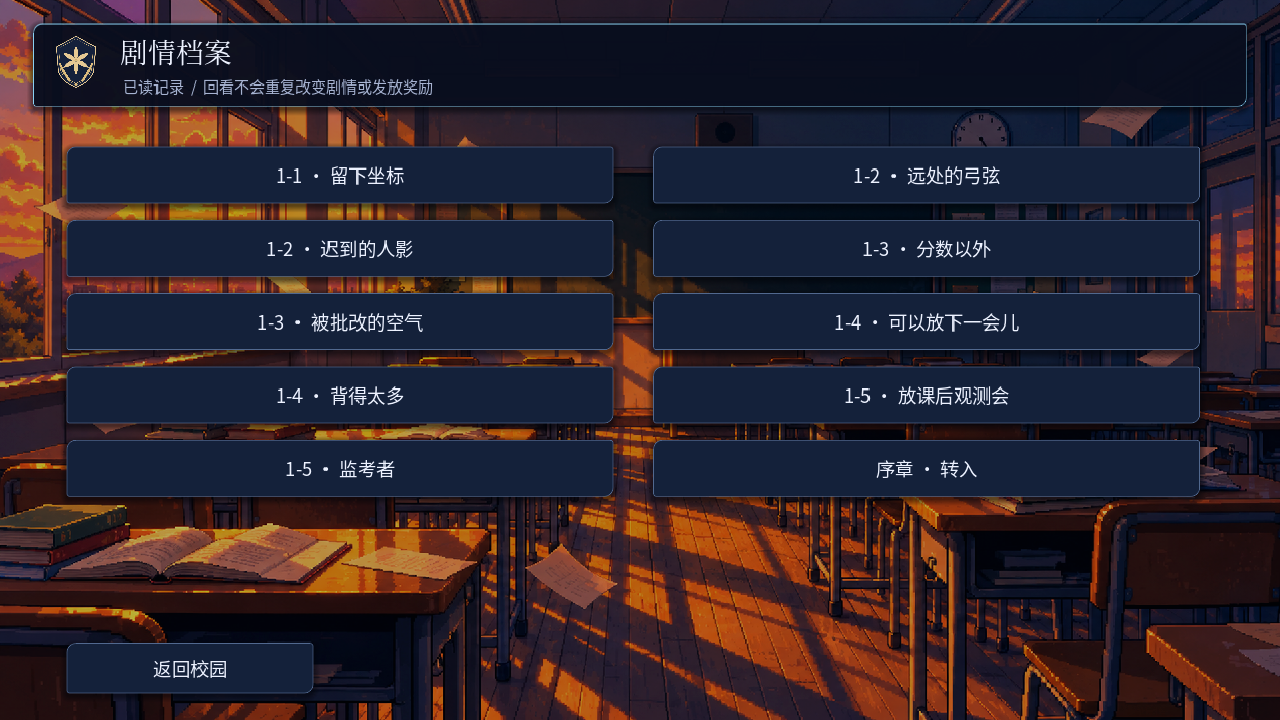 剧情档案
已读记录 / 回看不会重复改变剧情或发放奖励
1-1 · 留下坐标
1-2 · 远处的弓弦
1-2 · 迟到的人影
1-3 · 分数以外
1-3 · 被批改的空气
1-4 · 可以放下一会儿
1-4 · 背得太多
1-5 · 放课后观测会
1-5 · 监考者
序章 · 转入
返回校园